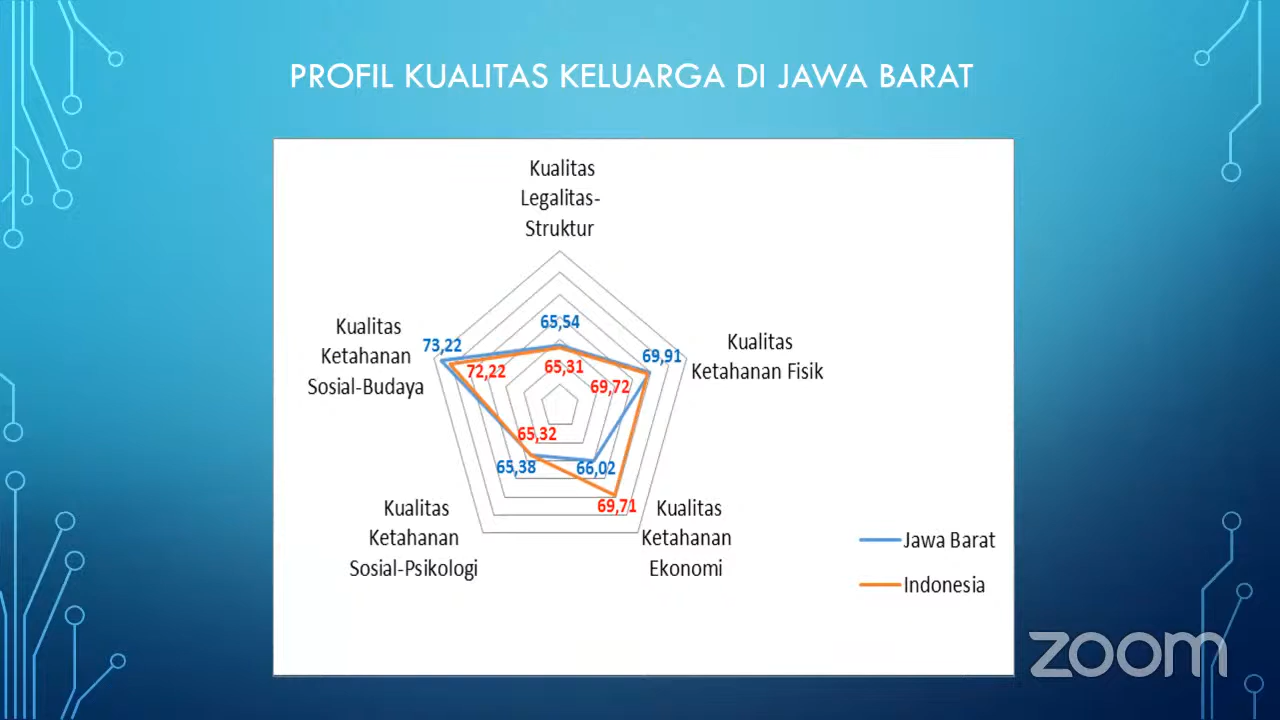 PROFIL KUALITAS KELUARGA DI JAWA BARAT
Kualitas
Legalitas-
Struktur
65,54
65,31
Kualitas
Ketahanan Fisik
69,91
69,72
Kualitas
Ketahanan
Ekonomi
66,02
69,71
Kualitas
Ketahanan
Sosial-Psikologi
65,32
65,38
Kualitas
Ketahanan
Sosial-Budaya
73,22
72,22
Jawa Barat
Indonesia
zoom